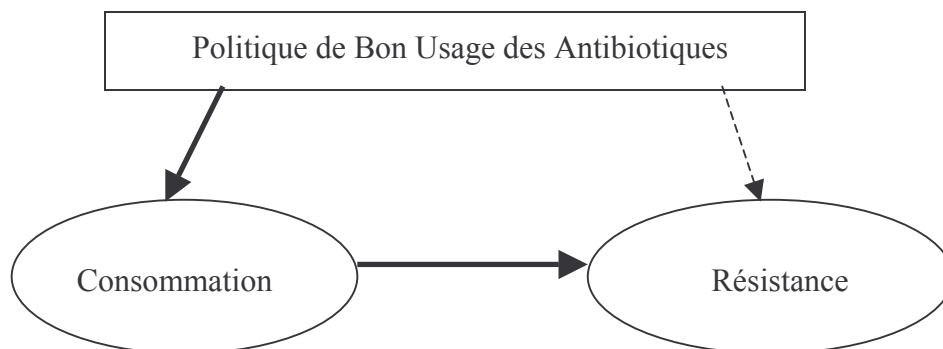 Politique de Bon Usage des Antibiotiques
Consommation
Résistance